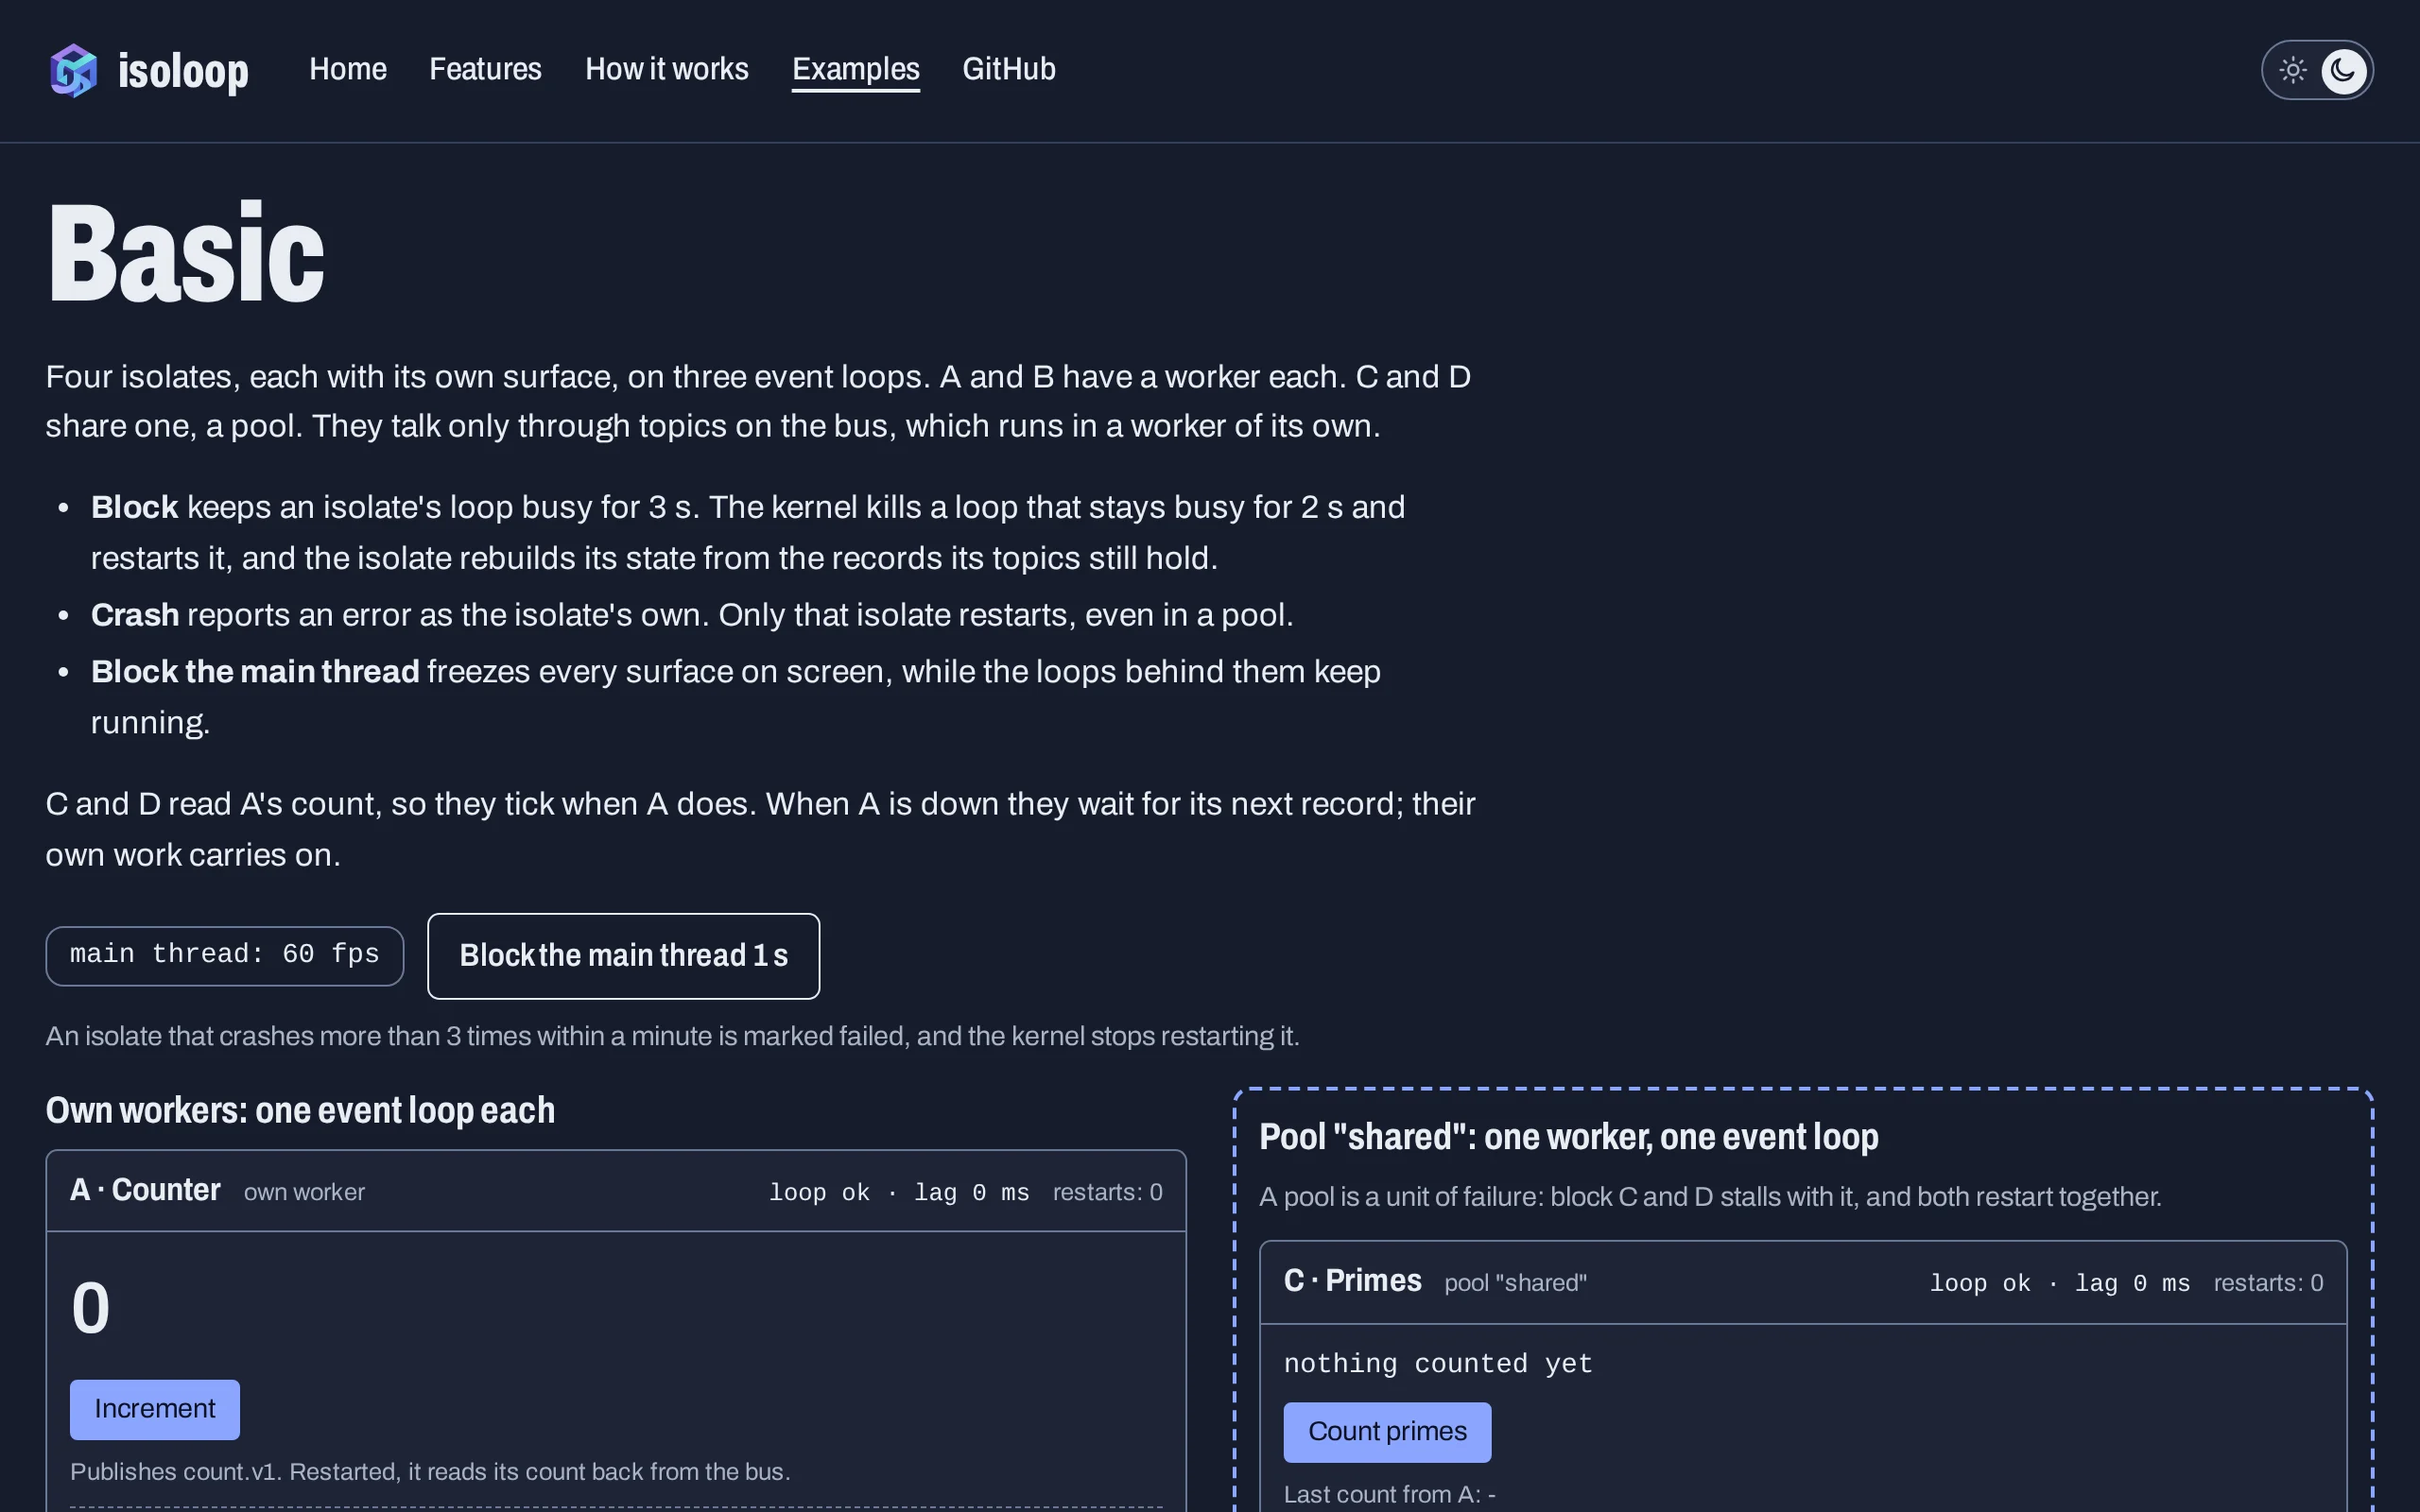 isoloop
Home
Features
How it works
Examples
GitHub
Basic
Four isolates, each with its own surface, on three event loops. A and B have a worker each. C and D
share one, a pool. They talk only through topics on the bus, which runs in a worker of its own.
• Block keeps an isolate's loop busy for 3 s. The kernel kills a loop that stays busy for 2 s and
restarts it, and the isolate rebuilds its state from the records its topics still hold.
• Crash reports an error as the isolate's own. Only that isolate restarts, even in a pool.
• Block the main thread freezes every surface on screen, while the loops behind them keep
running.
C and D read A's count, so they tick when A does. When A is down they wait for its next record; their
own work carries on.
main thread: 60 fps
Block the main thread 1 s
An isolate that crashes more than 3 times within a minute is marked failed, and the kernel stops restarting it.
Own workers: one event loop each
A · Counter own worker loop ok · lag 0 ms restarts: 0
0
Increment
Publishes count.v1. Restarted, it reads its count back from the bus.
Pool "shared": one worker, one event loop
A pool is a unit of failure: block C and D stalls with it, and both restart together.
C · Primes pool "shared" loop ok · lag 0 ms restarts: 0
nothing counted yet
Count primes
Last count from A: -